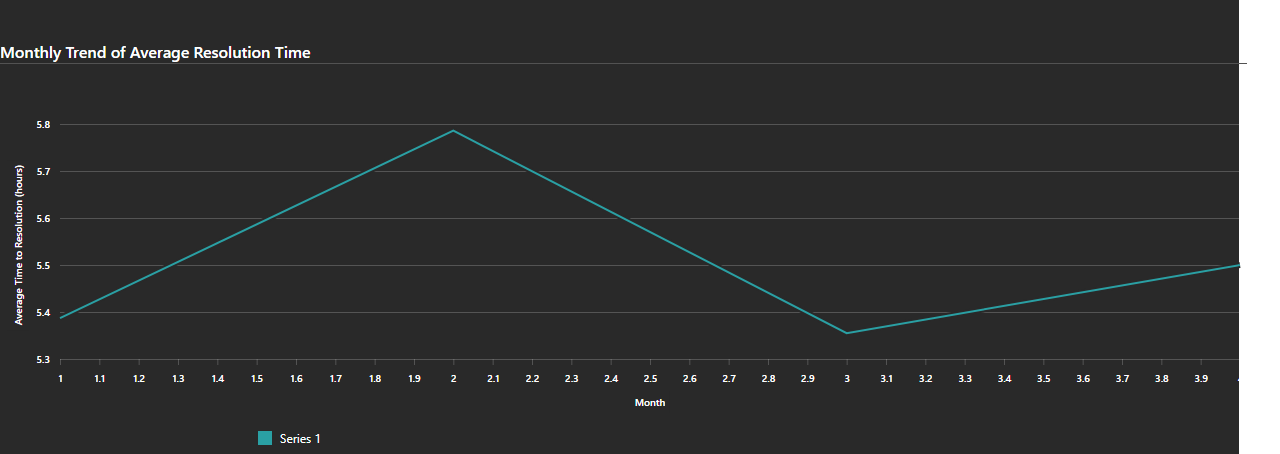 Monthly Trend of Average Resolution Time
5.8
5.7
5.6
5.5
5.4
5.3
Average Time to Resolution (hours)
1 1.1 1.2 1.3 1.4 1.5 1.6 1.7 1.8 1.9 2 2.1 2.2 2.3 2.4 2.5 2.6 2.7 2.8 2.9 3 3.1 3.2 3.3 3.4 3.5 3.6 3.7 3.8 3.9
Month
Series 1